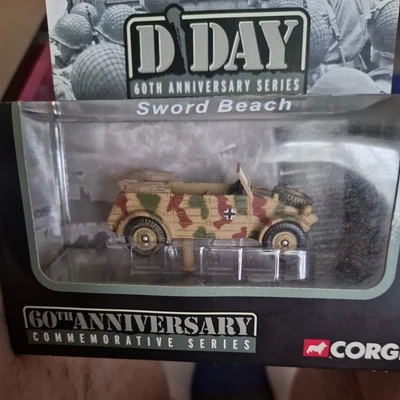 D DAY
60TH ANNIVERSARY SERIES
Sword Beach
60TH ANNIVERSARY
COMMEMORATIVE SERIES
CORGI